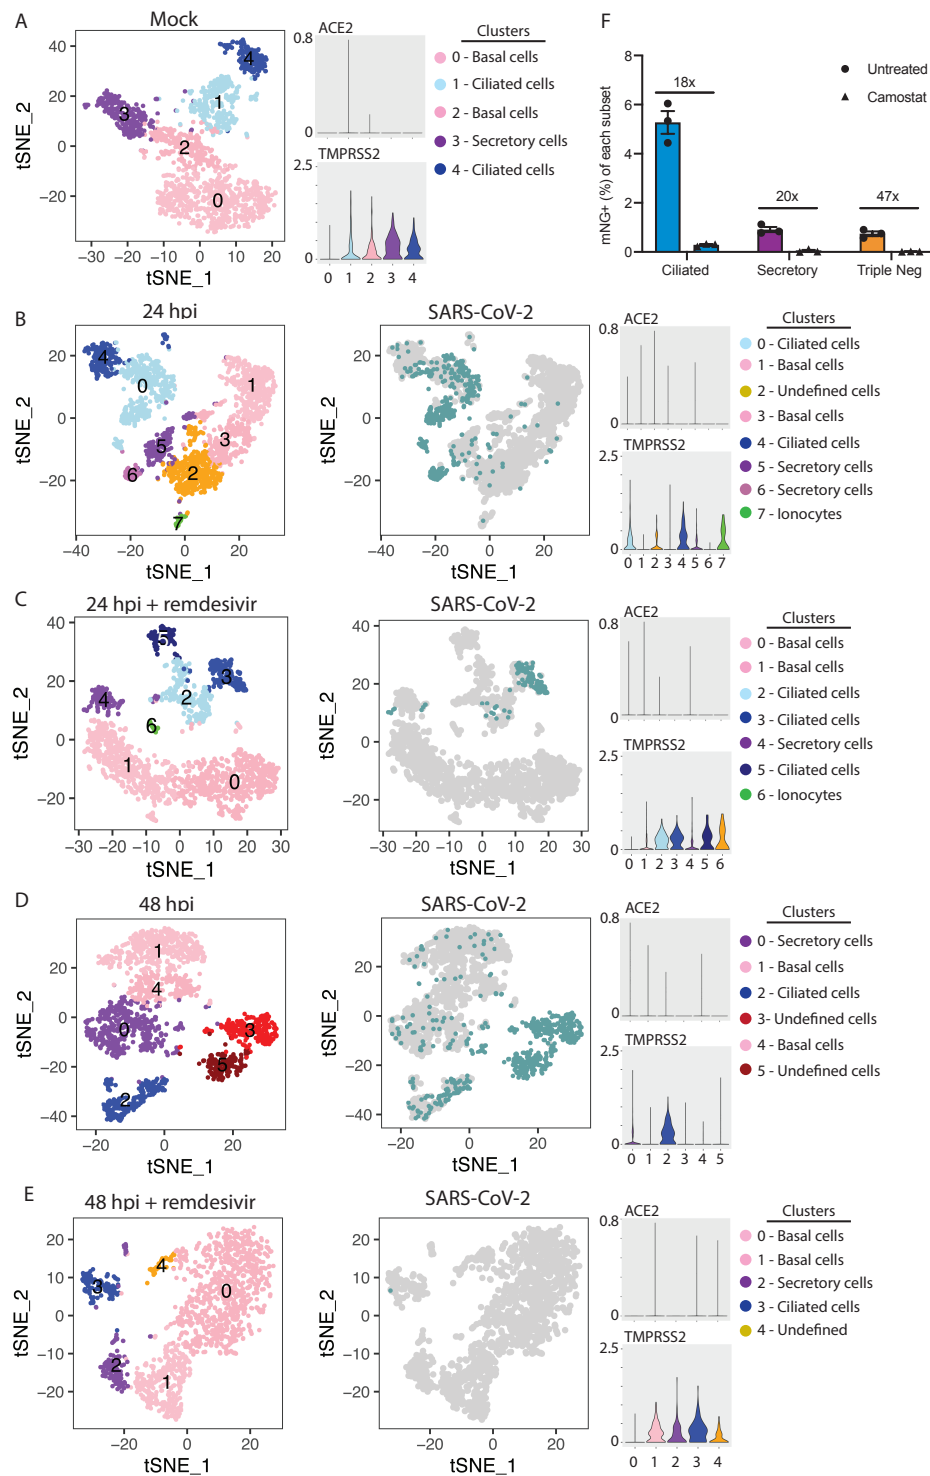 A
Mock
40
20
0
−20
tSNE_2
−30 −20 −10 0 10 20
tSNE_1
0
1
2
3
4
ACE2
0.8
0
TMPRSS2
2.5
0
0 1 2 3 4
Clusters
0 - Basal cells
1 - Ciliated cells
2 - Basal cells
3 - Secretory cells
4 - Ciliated cells
F
mNG+ (%) of each subset
8
6
4
2
0
18x
20x
47x
Untreated
Camostat
Ciliated Secretory Triple Neg
B
24 hpi
20
0
−20
tSNE_2
−40 −20 0 20
tSNE_1
4
0
1
3
5
2
6
7
SARS-CoV-2
20
0
−20
tSNE_2
−40 −20 0 20
tSNE_1
ACE2
0.8
0
TMPRSS2
2.5
0
0 1 2 3 4 5 6 7
Clusters
0 - Ciliated cells
1 - Basal cells
2 - Undefined cells
3 - Basal cells
4 - Ciliated cells
5 - Secretory cells
6 - Secretory cells
7 - Ionocytes
C
24 hpi + remdesivir
40
20
0
−20
tSNE_2
−30 −20 −10 0 10 20 30
tSNE_1
5
3
2
4
6
1
0
SARS-CoV-2
40
20
0
−20
tSNE_2
−30 −20 −10 0 10 20 30
tSNE_1
ACE2
0.8
0
TMPRSS2
2.5
0
0 1 2 3 4 5 6
Clusters
0 - Basal cells
1 - Basal cells
2 - Ciliated cells
3 - Ciliated cells
4 - Secretory cells
5 - Ciliated cells
6 - Ionocytes
D
48 hpi
20
0
−20
−40
tSNE_2
−20 0 20
tSNE_1
1
4
0
3
5
2
SARS-CoV-2
20
0
−20
−40
tSNE_2
−20 0 20
tSNE_1
ACE2
0.8
0
TMPRSS2
2.5
0
0 1 2 3 4 5
Clusters
0 - Secretory cells
1 - Basal cells
2 - Ciliated cells
3- Undefined cells
4 - Basal cells
5 - Undefined cells
E
48 hpi + remdesivir
20
10
0
−10
−20
tSNE_2
−20 0 20
tSNE_1
4
3
0
2
1
SARS-CoV-2
20
10
0
−10
−20
tSNE_2
−20 0 20
tSNE_1
ACE2
0.8
0
TMPRSS2
2.5
0
0 1 2 3 4
Clusters
0 - Basal cells
1 - Basal cells
2 - Secretory cells
3 - Ciliated cells
4 - Undefined